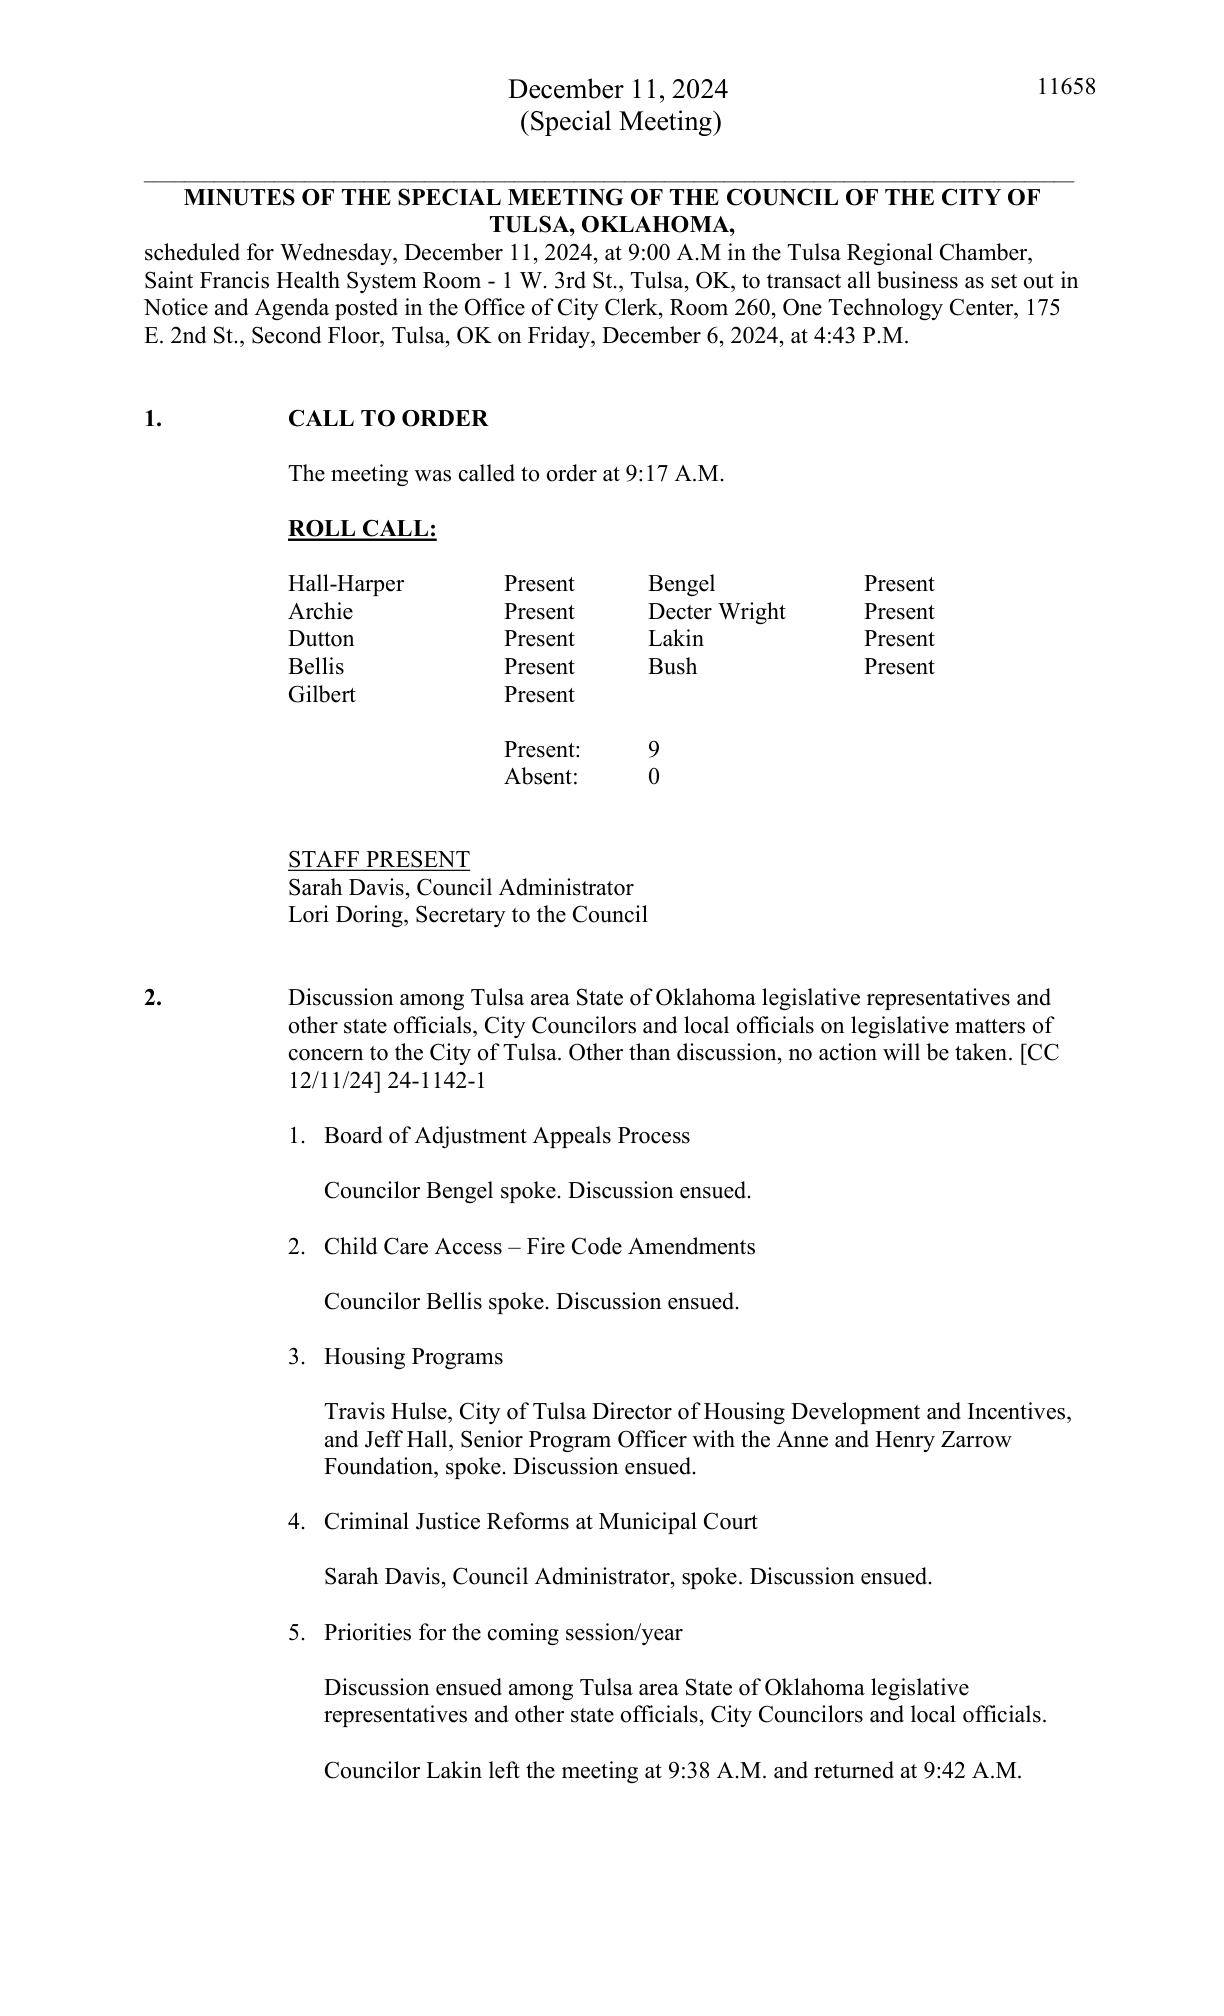 December 11, 2024 11658
(Special Meeting)
MINUTES OF THE SPECIAL MEETING OF THE COUNCIL OF THE CITY OF
TULSA, OKLAHOMA,
scheduled for Wednesday, December 11, 2024, at 9:00 A.M in the Tulsa Regional Chamber,
Saint Francis Health System Room - 1 W. 3rd St., Tulsa, OK, to transact all business as set out in
Notice and Agenda posted in the Office of City Clerk, Room 260, One Technology Center, 175
E. 2nd St., Second Floor, Tulsa, OK on Friday, December 6, 2024, at 4:43 P.M.
1. CALL TO ORDER
The meeting was called to order at 9:17 A.M.
ROLL CALL:
Hall-Harper Present Bengel Present
Archie Present Decter Wright Present
Dutton Present Lakin Present
Bellis Present Bush Present
Gilbert Present
Present: 9
Absent: 0
STAFF PRESENT
Sarah Davis, Council Administrator
Lori Doring, Secretary to the Council
2. Discussion among Tulsa area State of Oklahoma legislative representatives and
other state officials, City Councilors and local officials on legislative matters of
concern to the City of Tulsa. Other than discussion, no action will be taken. [CC
12/11/24] 24-1142-1
1. Board of Adjustment Appeals Process
Councilor Bengel spoke. Discussion ensued.
2. Child Care Access – Fire Code Amendments
Councilor Bellis spoke. Discussion ensued.
3. Housing Programs
Travis Hulse, City of Tulsa Director of Housing Development and Incentives,
and Jeff Hall, Senior Program Officer with the Anne and Henry Zarrow
Foundation, spoke. Discussion ensued.
4. Criminal Justice Reforms at Municipal Court
Sarah Davis, Council Administrator, spoke. Discussion ensued.
5. Priorities for the coming session/year
Discussion ensued among Tulsa area State of Oklahoma legislative
representatives and other state officials, City Councilors and local officials.
Councilor Lakin left the meeting at 9:38 A.M. and returned at 9:42 A.M.